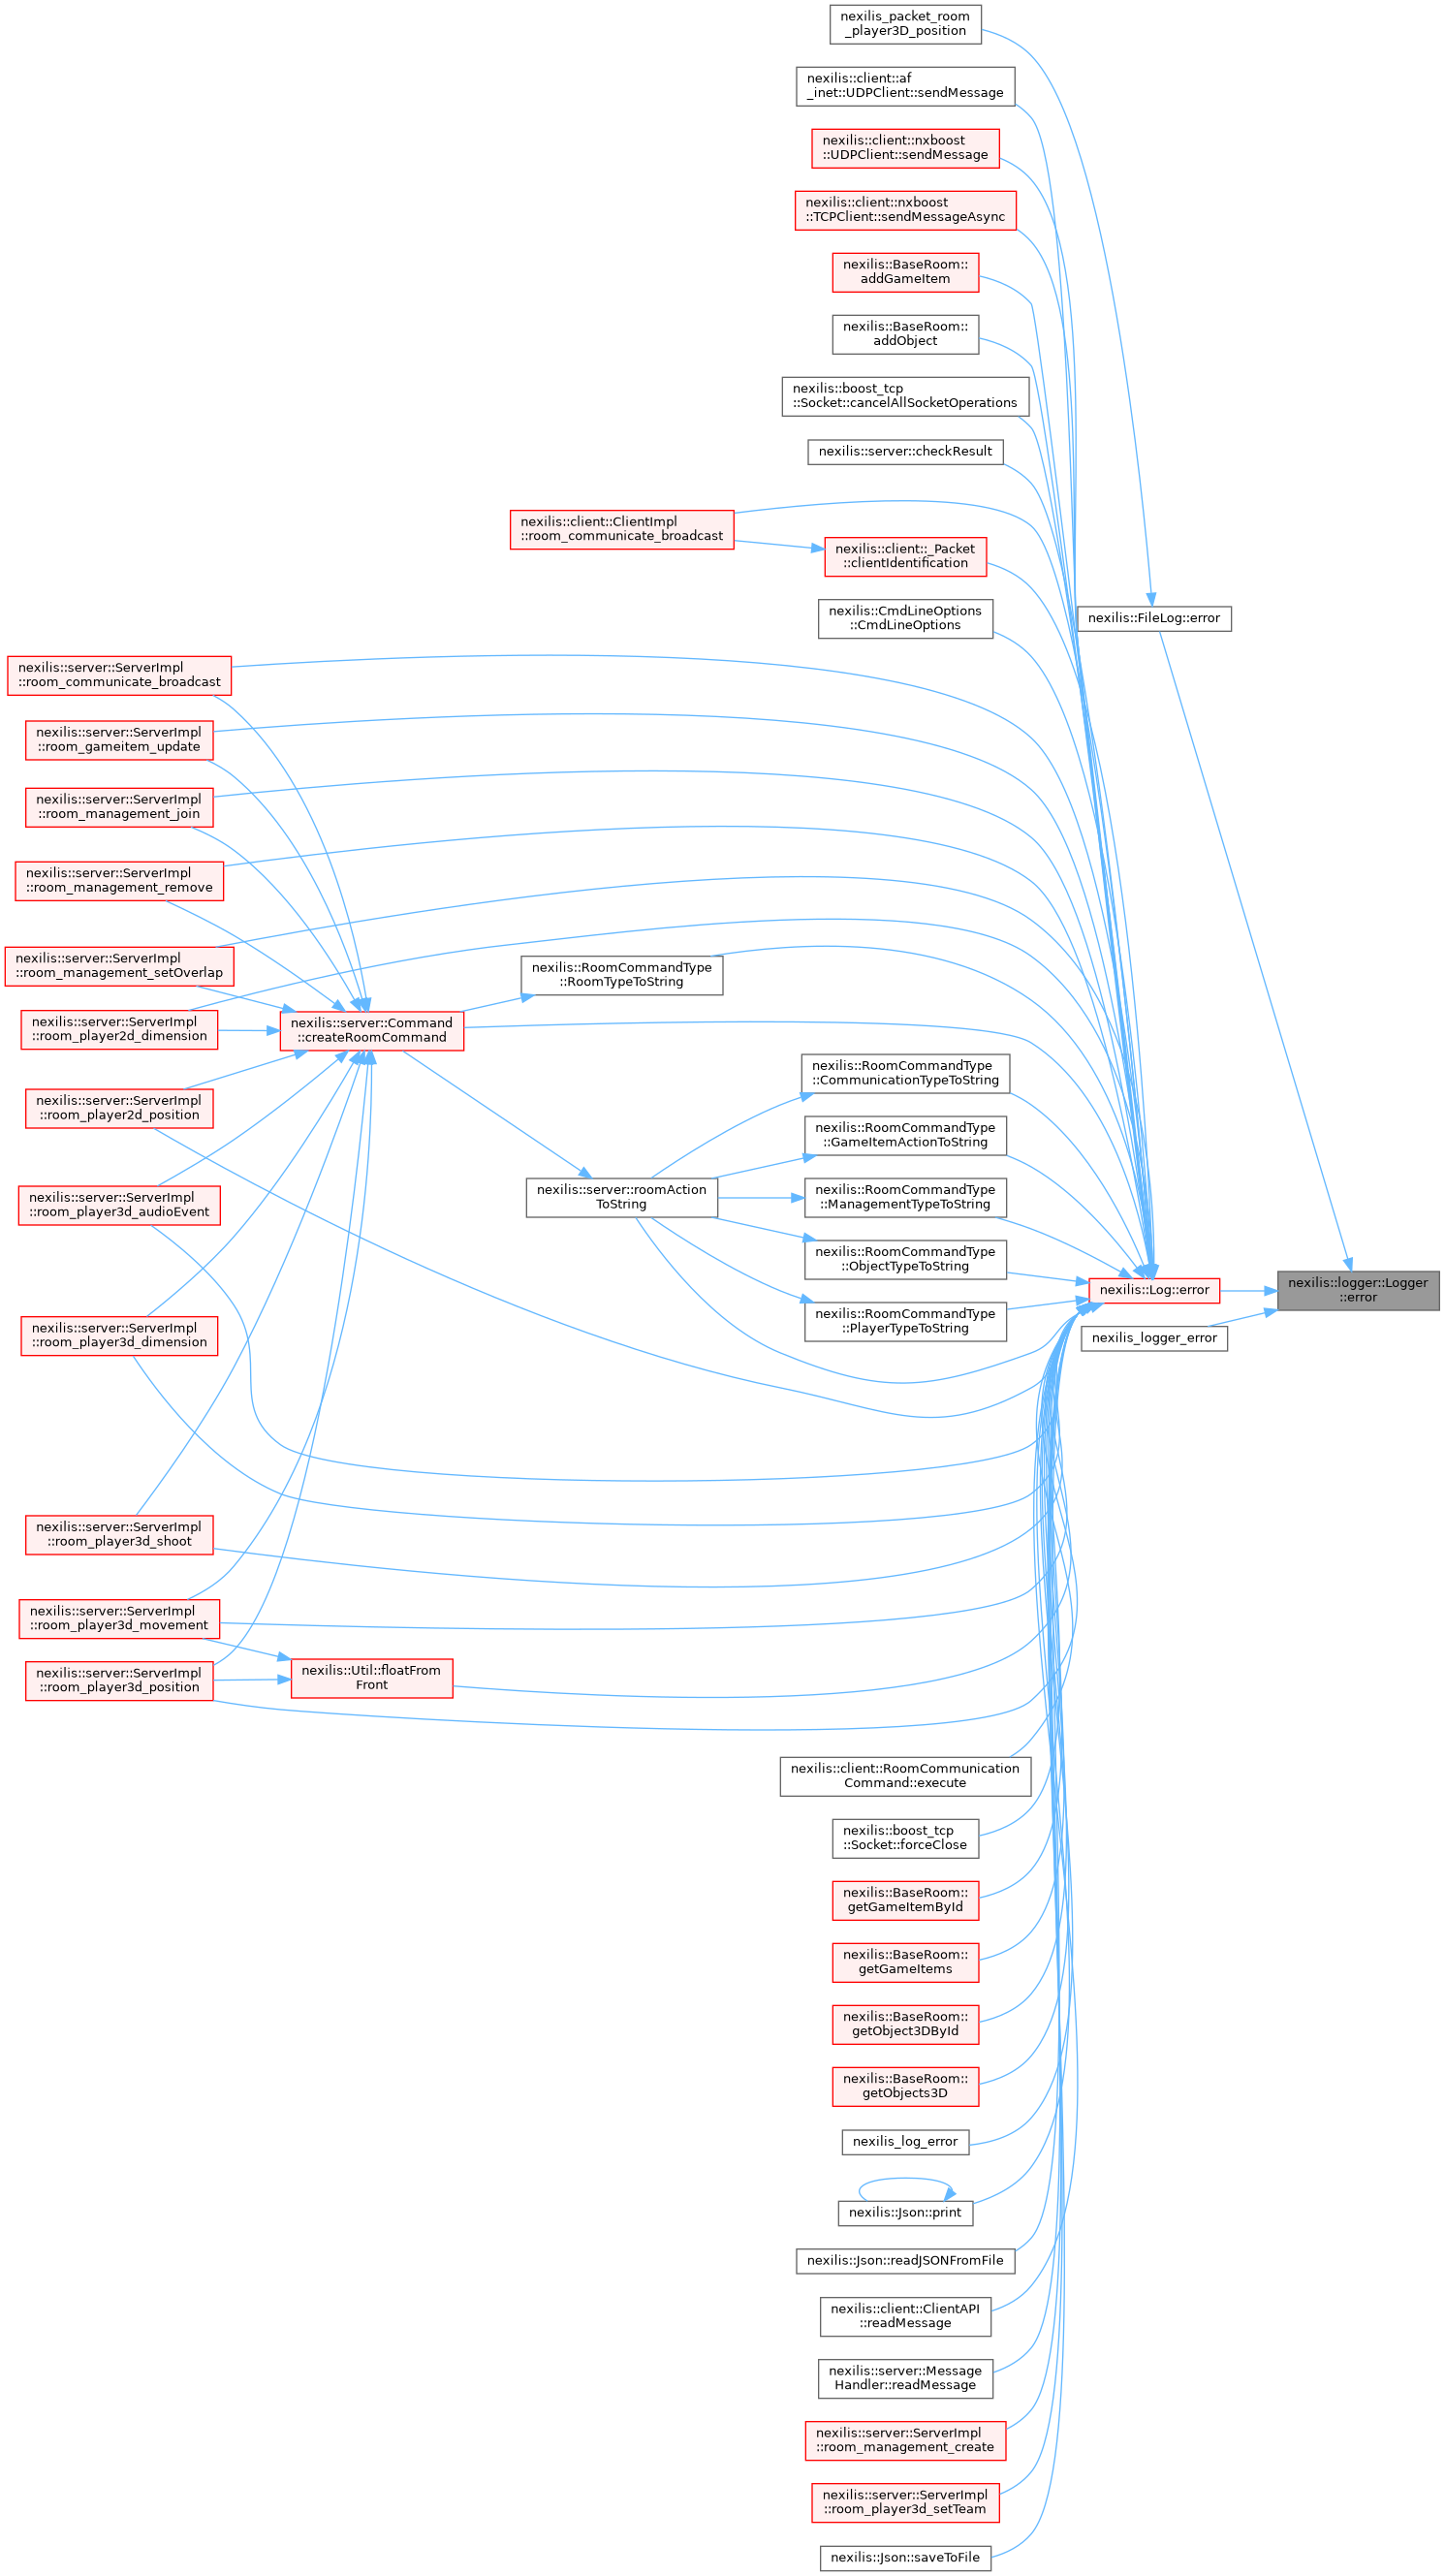 nexilis_packet_room
_player3D_position
nexilis::client::af
_inet::UDPClient::sendMessage
nexilis::client::nxboost
::UDPClient::sendMessage
nexilis::client::nxboost
::TCPClient::sendMessageAsync
nexilis::BaseRoom::
addGameItem
nexilis::BaseRoom::
addObject
nexilis::boost_tcp
::Socket::cancelAllSocketOperations
nexilis::server::checkResult
nexilis::client::ClientImpl
::room_communicate_broadcast
nexilis::client::_Packet
::clientIdentification
nexilis::CmdLineOptions
::CmdLineOptions
nexilis::FileLog::error
nexilis::server::ServerImpl
::room_communicate_broadcast
nexilis::server::ServerImpl
::room_gameitem_update
nexilis::server::ServerImpl
::room_management_join
nexilis::server::ServerImpl
::room_management_remove
nexilis::server::ServerImpl
::room_management_setOverlap
nexilis::server::ServerImpl
::room_player2d_dimension
nexilis::RoomCommandType
::RoomTypeToString
nexilis::server::Command
::createRoomCommand
nexilis::server::ServerImpl
::room_player2d_position
nexilis::RoomCommandType
::CommunicationTypeToString
nexilis::RoomCommandType
::GameItemActionToString
nexilis::server::roomAction
ToString
nexilis::RoomCommandType
::ManagementTypeToString
nexilis::server::ServerImpl
::room_player3d_audioEvent
nexilis::RoomCommandType
::ObjectTypeToString
nexilis::RoomCommandType
::PlayerTypeToString
nexilis::Log::error
nexilis::logger::Logger
::error
nexilis_logger_error
nexilis::server::ServerImpl
::room_player3d_dimension
nexilis::server::ServerImpl
::room_player3d_shoot
nexilis::server::ServerImpl
::room_player3d_movement
nexilis::server::ServerImpl
::room_player3d_position
nexilis::Util::floatFrom
Front
nexilis::client::RoomCommunication
Command::execute
nexilis::boost_tcp
::Socket::forceClose
nexilis::BaseRoom::
getGameItemById
nexilis::BaseRoom::
getGameItems
nexilis::BaseRoom::
getObject3DById
nexilis::BaseRoom::
getObjects3D
nexilis_log_error
nexilis::Json::print
nexilis::Json::readJSONFromFile
nexilis::client::ClientAPI
::readMessage
nexilis::server::Message
Handler::readMessage
nexilis::server::ServerImpl
::room_management_create
nexilis::server::ServerImpl
::room_player3d_setTeam
nexilis::Json::saveToFile